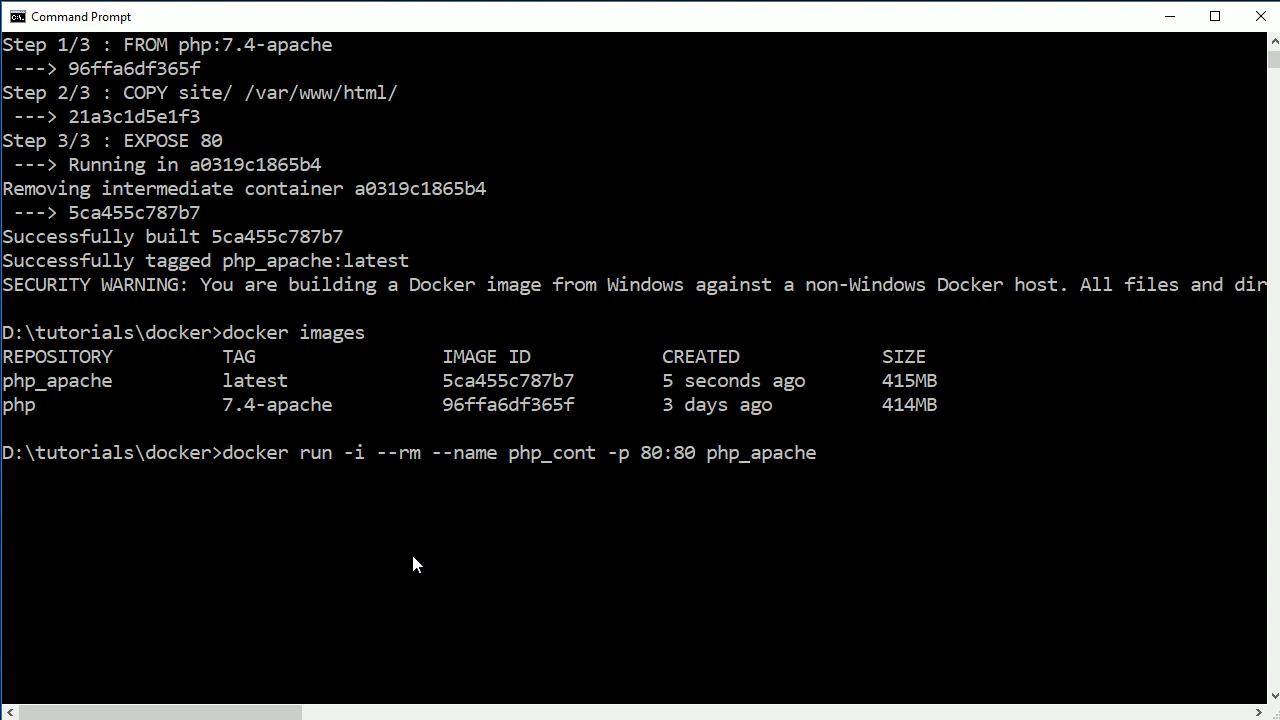 Command Prompt
Step 1/3 : FROM php:7.4-apache
---> 96ffa6df365f
Step 2/3 : COPY site/ /var/www/html/
---> 21a3c1d5e1f3
Step 3/3 : EXPOSE 80
---> Running in a0319c1865b4
Removing intermediate container a0319c1865b4
---> 5ca455c787b7
Successfully built 5ca455c787b7
Successfully tagged php_apache:latest
SECURITY WARNING: You are building a Docker image from Windows against a non-Windows Docker host. All files and dir
D:\tutorials\docker>docker images
REPOSITORY TAG IMAGE ID CREATED SIZE
php_apache latest 5ca455c787b7 5 seconds ago 415MB
php 7.4-apache 96ffa6df365f 3 days ago 414MB
D:\tutorials\docker>docker run -i --rm --name php_cont -p 80:80 php_apache